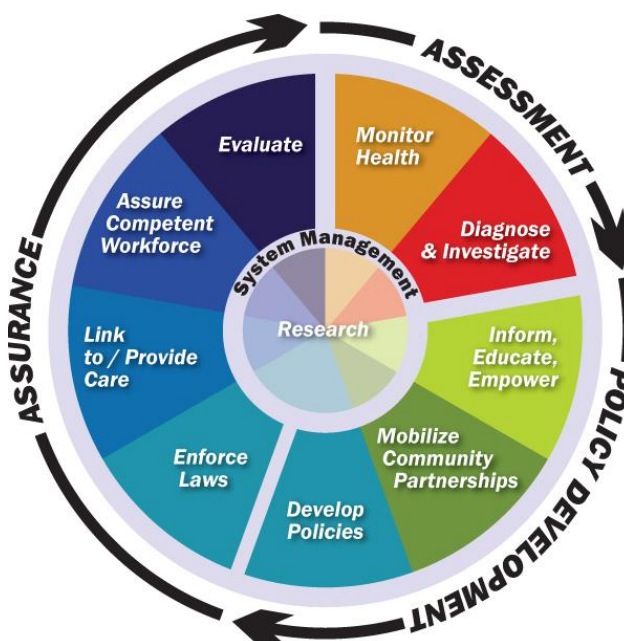 ASSESSMENT
Monitor
Health
Diagnose
& Investigate
POLICY DEVELOPMENT
Inform,
Educate,
Empower
Mobilize
Community
Partnerships
Develop
Policies
ASSURANCE
Enforce
Laws
Link
to / Provide
Care
Assure
Competent
Workforce
Evaluate
System Management
Research